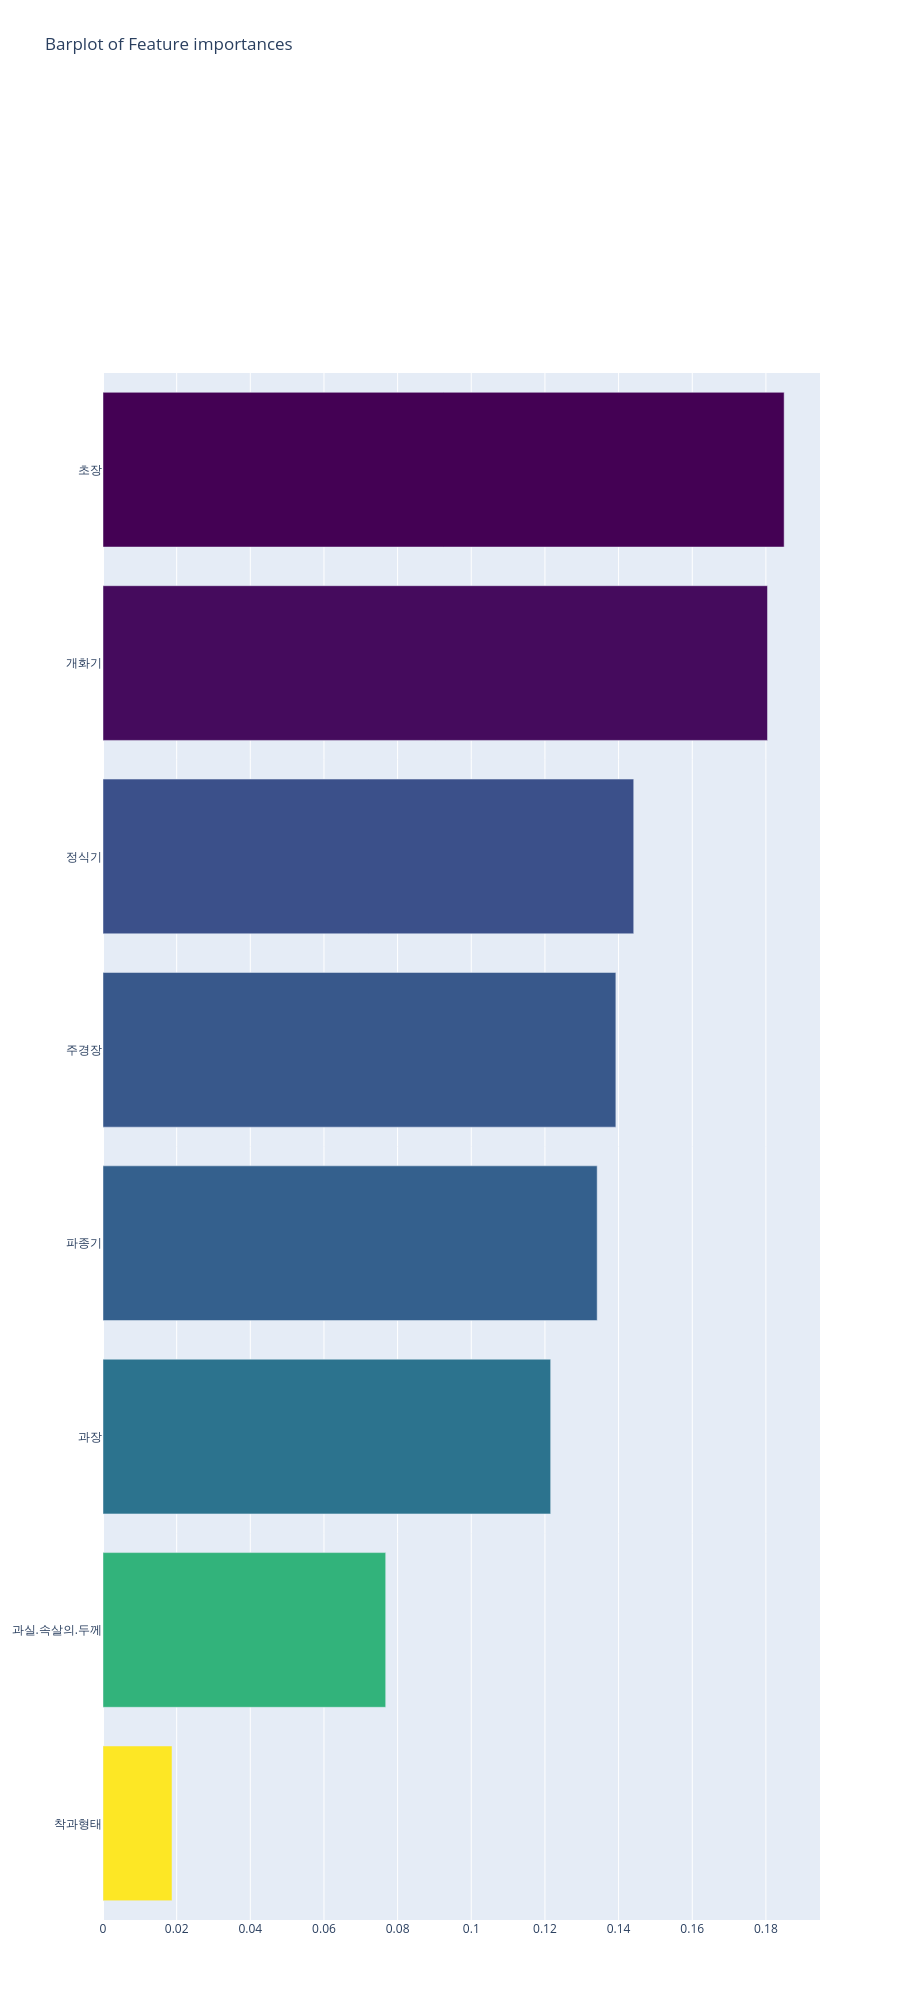 Barplot of Feature importances
초장
개화기
정식기
주경장
파종기
과장
과실.속살의.두께
착과형태
0 0.02 0.04 0.06 0.08 0.1 0.12 0.14 0.16 0.18